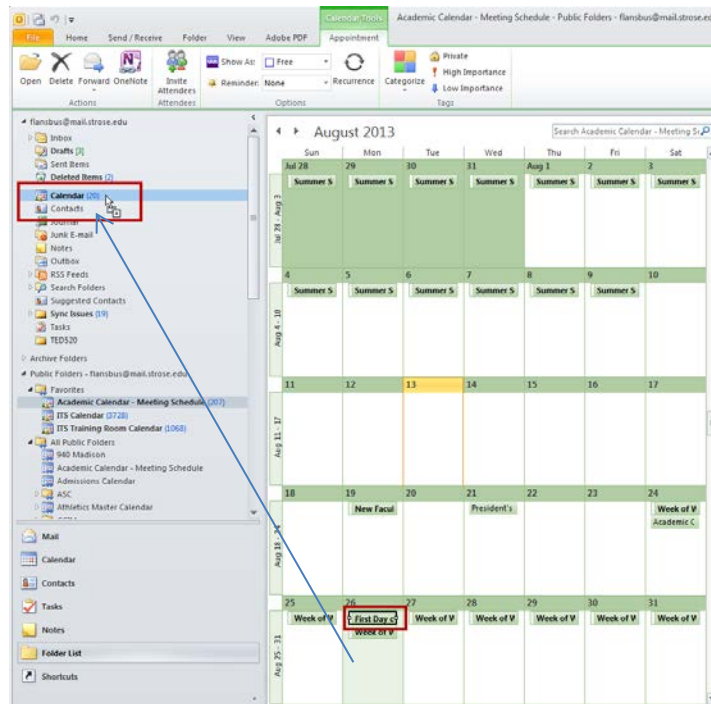 Calendar Tools
Academic Calendar - Meeting Schedule - Public Folders - flansbus@mail.strose.ed
File Home Send / Receive Folder View Adobe PDF Appointment
Open Delete Forward OneNote
Actions
Invite Attendees
Attendees
Show As: Free
Reminder: None
Recurrence
Options
Categorize
Private
High Importance
Low Importance
Tags
flansbus@mail.strose.edu
Inbox
Drafts [7]
Sent Items
Deleted Items (2)
Calendar (20)
Contacts
Journal
Junk E-mail
Notes
Outbox
RSS Feeds
Search Folders
Suggested Contacts
Sync Issues (19)
Tasks
TED520
Archive Folders
Public Folders - flansbus@mail.strose.edu
Favorites
Academic Calendar - Meeting Schedule (207)
ITS Calendar (3728)
ITS Training Room Calendar (1068)
All Public Folders
940 Madison
Academic Calendar - Meeting Schedule
Admissions Calendar
ASC
Athletics Master Calendar
Mail
Calendar
Contacts
Tasks
Notes
Folder List
Shortcuts
August 2013
Search Academic Calendar - Meeting S
Sun Mon Tue Wed Thu Fri Sat
Jul 28 - Aug 3
Jul 28 29 30 31 Aug 1 2 3
Summer S Summer S Summer S Summer S Summer S Summer S
Aug 4 - 10
4 5 6 7 8 9 10
Summer S Summer S Summer S Summer S Summer S Summer S
Aug 11 - 17
11 12 13 14 15 16 17
Aug 18 - 24
18 19 20 21 22 23 24
New Facul President's Week of W
Academic C
Aug 25 - 31
25 26 27 28 29 30 31
Week of W First Day of Week of W Week of W Week of W Week of W Week of W
Week of W